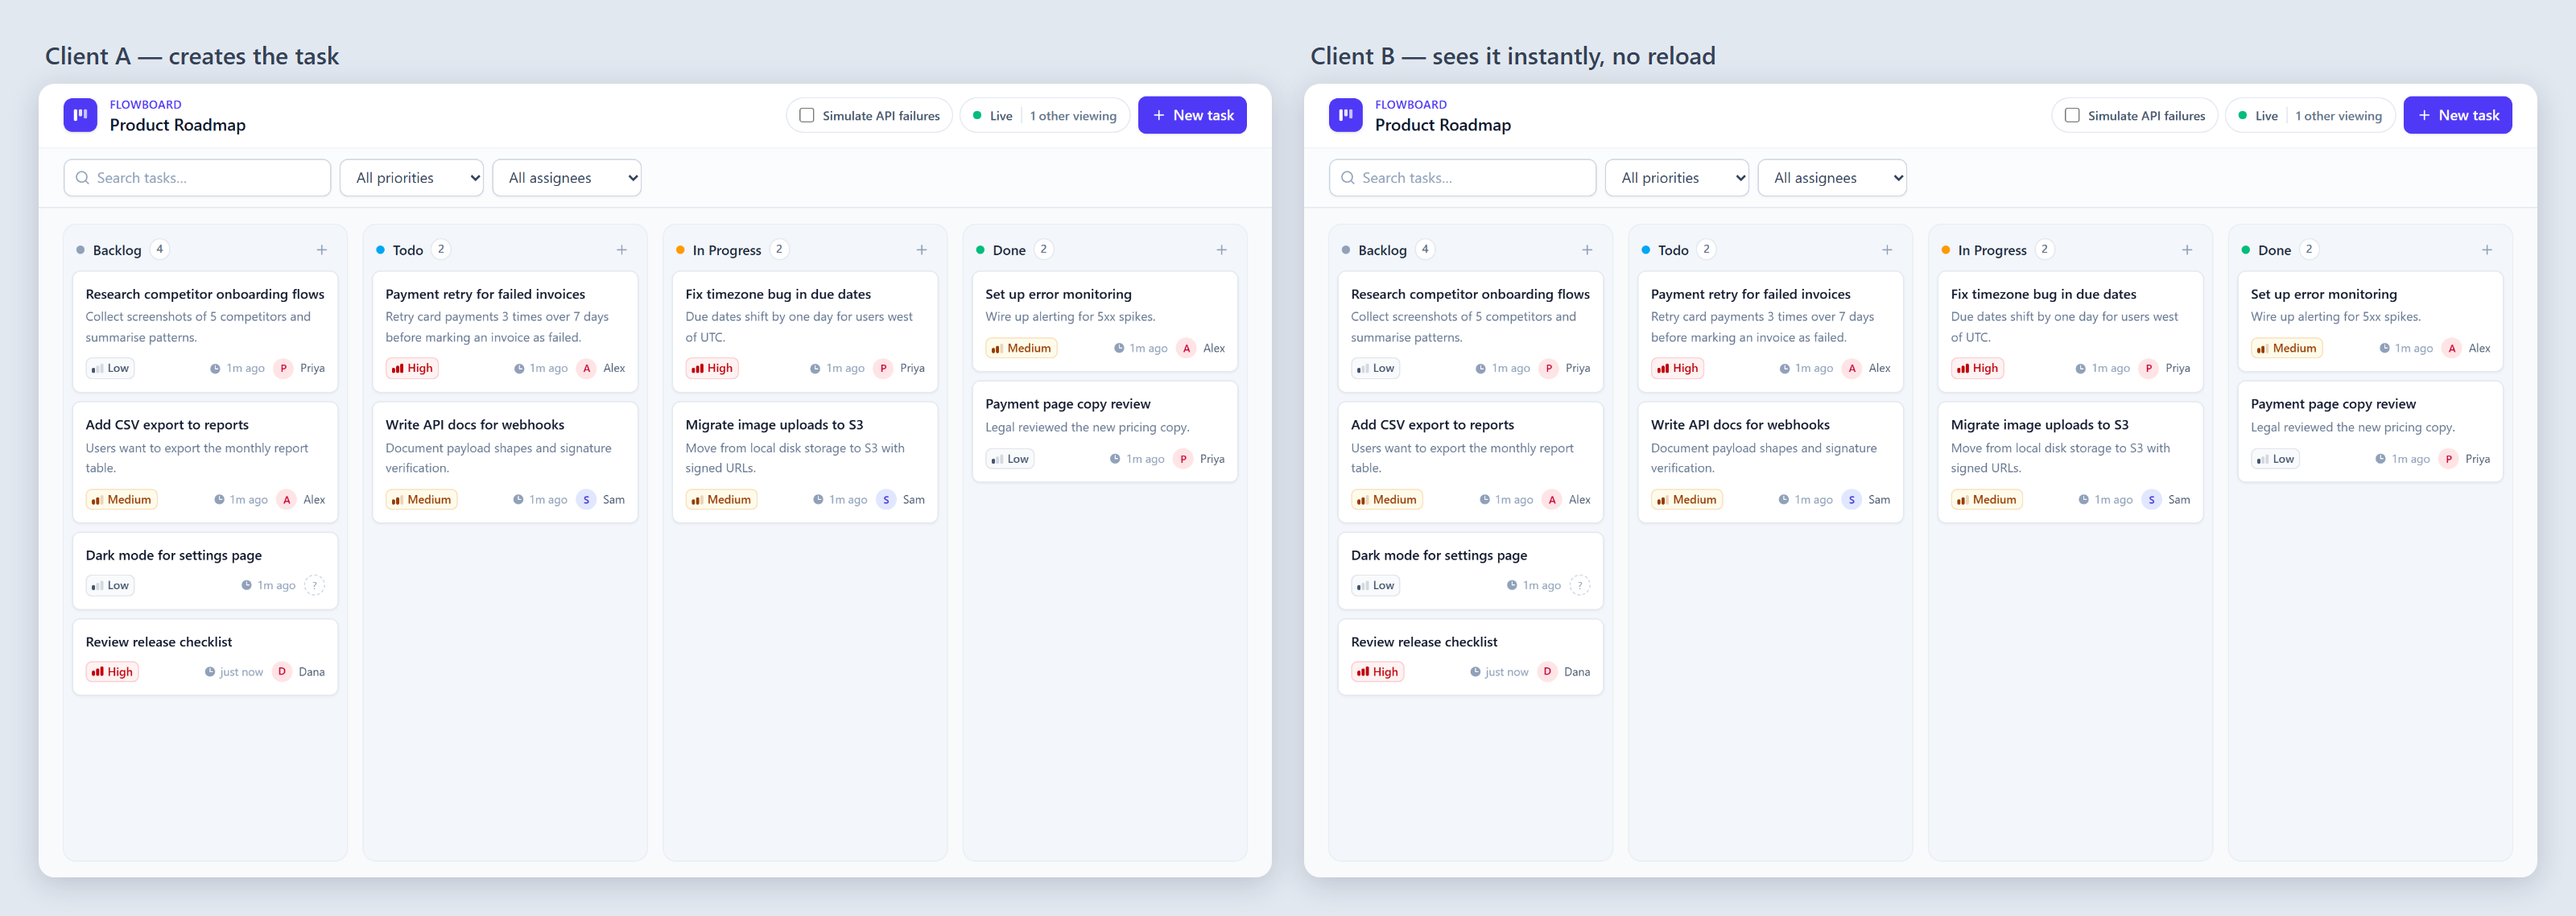 Client A — creates the task
FLOWBOARD
Product Roadmap
Simulate API failures
Live
1 other viewing
+ New task
Search tasks...
All priorities
All assignees
Backlog 4 +
Research competitor onboarding flows
Collect screenshots of 5 competitors and
summarise patterns.
Low 1m ago P Priya
Add CSV export to reports
Users want to export the monthly report
table.
Medium 1m ago A Alex
Dark mode for settings page
Low 1m ago ?
Review release checklist
High just now D Dana
Todo 2 +
Payment retry for failed invoices
Retry card payments 3 times over 7 days
before marking an invoice as failed.
High 1m ago A Alex
Write API docs for webhooks
Document payload shapes and signature
verification.
Medium 1m ago S Sam
In Progress 2 +
Fix timezone bug in due dates
Due dates shift by one day for users west
of UTC.
High 1m ago P Priya
Migrate image uploads to S3
Move from local disk storage to S3 with
signed URLs.
Medium 1m ago S Sam
Done 2 +
Set up error monitoring
Wire up alerting for 5xx spikes.
Medium 1m ago A Alex
Payment page copy review
Legal reviewed the new pricing copy.
Low 1m ago P Priya
Client B — sees it instantly, no reload
FLOWBOARD
Product Roadmap
Simulate API failures
Live
1 other viewing
+ New task
Search tasks...
All priorities
All assignees
Backlog 4 +
Research competitor onboarding flows
Collect screenshots of 5 competitors and
summarise patterns.
Low 1m ago P Priya
Add CSV export to reports
Users want to export the monthly report
table.
Medium 1m ago A Alex
Dark mode for settings page
Low 1m ago ?
Review release checklist
High just now D Dana
Todo 2 +
Payment retry for failed invoices
Retry card payments 3 times over 7 days
before marking an invoice as failed.
High 1m ago A Alex
Write API docs for webhooks
Document payload shapes and signature
verification.
Medium 1m ago S Sam
In Progress 2 +
Fix timezone bug in due dates
Due dates shift by one day for users west
of UTC.
High 1m ago P Priya
Migrate image uploads to S3
Move from local disk storage to S3 with
signed URLs.
Medium 1m ago S Sam
Done 2 +
Set up error monitoring
Wire up alerting for 5xx spikes.
Medium 1m ago A Alex
Payment page copy review
Legal reviewed the new pricing copy.
Low 1m ago P Priya